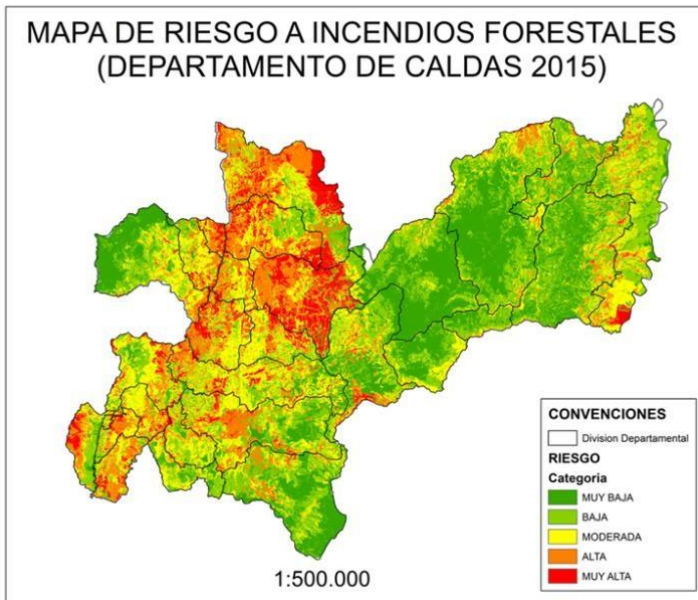 MAPA DE RIESGO A INCENDIOS FORESTALES
(DEPARTAMENTO DE CALDAS 2015)
CONVENCIONES
Division Departamental
RIESGO
Categoria
MUY BAJA
BAJA
MODERADA
ALTA
MUY ALTA
1:500.000